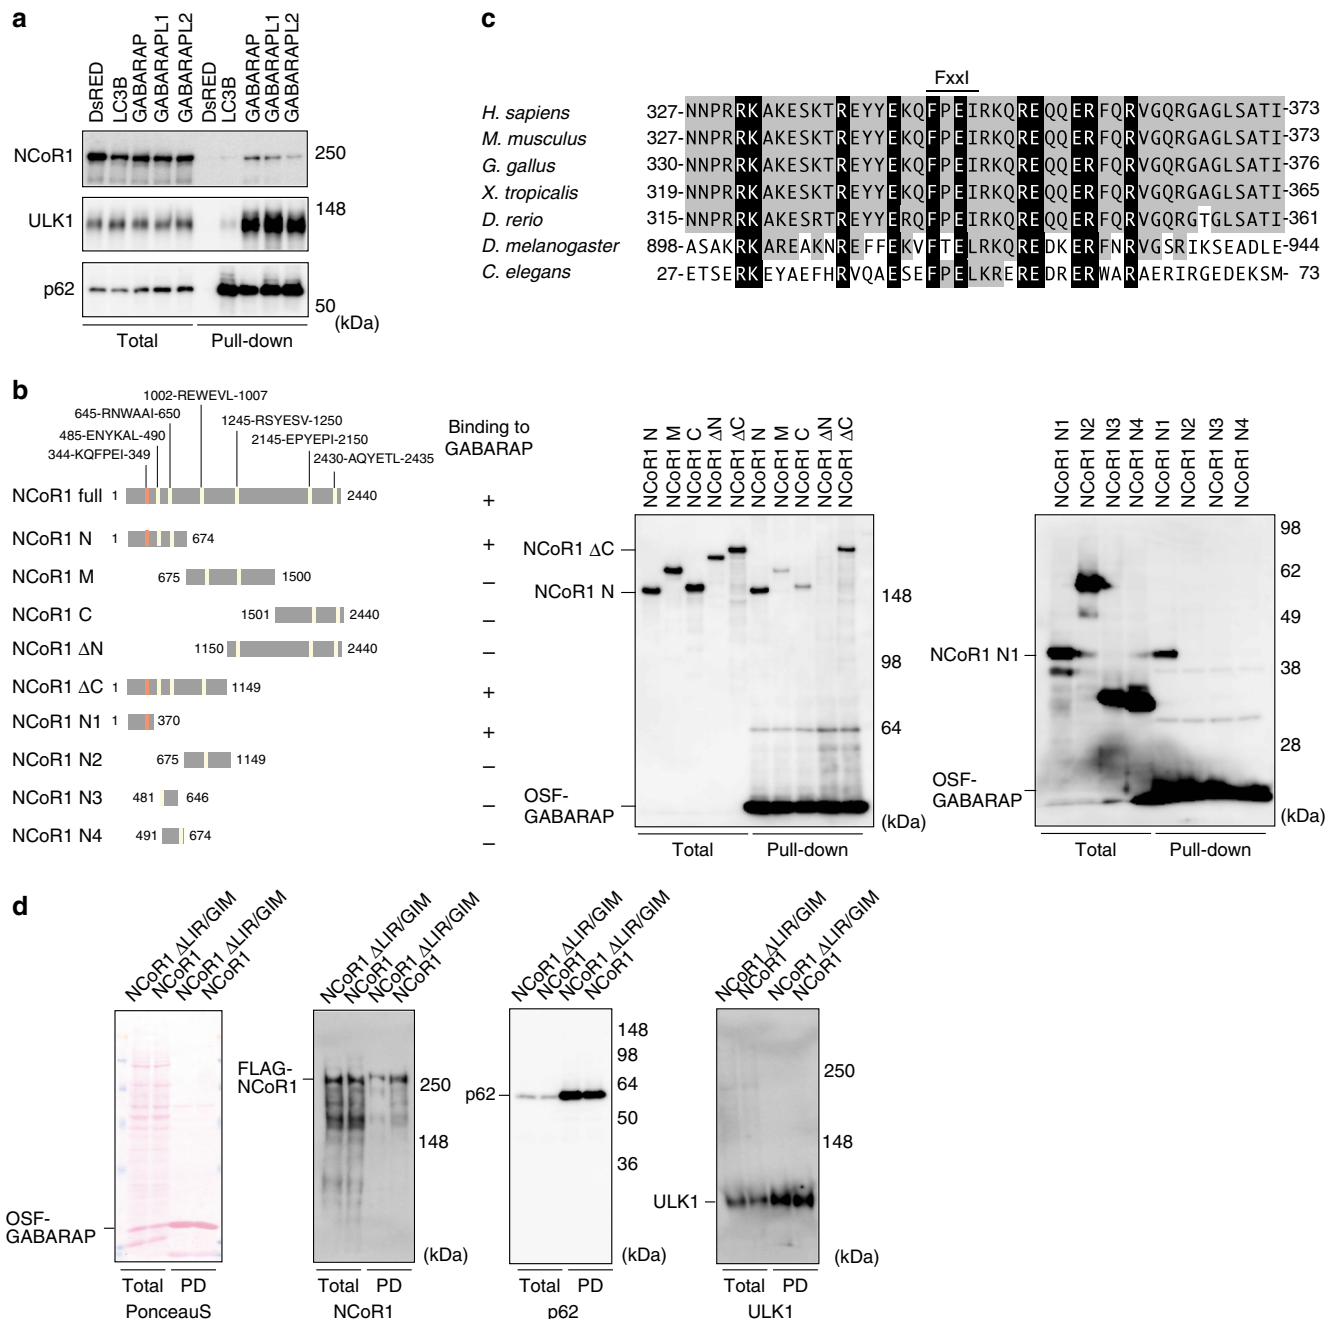 a
DsRED
LC3B
GABARAP
GABARAPL1
GABARAPL2
DsRED
LC3B
GABARAP
GABARAPL1
GABARAPL2
NCoR1
250
148
ULK1
p62
50
(kDa)
Total
Pull-down
c
FxxI
H. sapiens 327-NNPRRKAKESKTREYYEKQFPEIRKQREQQERFQRVGQRGAGLSATI-373
M. musculus 327-NNPRRKAKESKTREYYEKQFPEIRKQREQQERFQRVGQRGAGLSATI-373
G. gallus 330-NNPRRKAKESKTREYYEKQFPEIRKQREQQERFQRVGQRGAGLSATI-376
X. tropicalis 319-NNPRRKAKESKTREYYEKQFPEIRKQREQQERFQRVGQRGAGLSATI-365
D. rerio 315-NNPRRKAKESRTREYYERQFPEIRKQREQQERFQRVGQRGTGLSATI-361
D. melanogaster 898-ASAKRKAREAKNREFFEKVFTELRKQREDKERFNRVGSRIKSEADLE-944
C. elegans 27-ETSERKEYAEFHRVQAESEFPELKREREDRERWARAERIRGEDEKSM- 73
b
1002-REWEVL-1007
645-RNWAAI-650
1245-RSYESV-1250
485-ENYKAL-490
2145-EPYEPI-2150
344-KQFPEI-349
2430-AQYETL-2435
Binding to
GABARAP
NCoR1 full 1 2440 +
NCoR1 N 1 674 +
NCoR1 M 675 1500 –
NCoR1 C 1501 2440 –
NCoR1 ΔN 1150 2440 –
NCoR1 ΔC 1 1149 +
NCoR1 N1 1 370 +
NCoR1 N2 675 1149 –
NCoR1 N3 481 646 –
NCoR1 N4 491 674 –
NCoR1 N
NCoR1 M
NCoR1 C
NCoR1 ΔN
NCoR1 ΔC
NCoR1 N
NCoR1 M
NCoR1 C
NCoR1 ΔN
NCoR1 ΔC
NCoR1 ΔC
NCoR1 N
148
98
64
OSF-
GABARAP
(kDa)
Total
Pull-down
NCoR1 N1
NCoR1 N2
NCoR1 N3
NCoR1 N4
NCoR1 N1
NCoR1 N2
NCoR1 N3
NCoR1 N4
98
62
49
NCoR1 N1
38
28
OSF-
GABARAP
(kDa)
Total
Pull-down
d
NCoR1 ΔLIR/GIM
NCoR1
NCoR1 ΔLIR/GIM
NCoR1
OSF-
GABARAP
Total
PD
PonceauS
NCoR1 ΔLIR/GIM
NCoR1
NCoR1 ΔLIR/GIM
NCoR1
FLAG-
NCoR1
250
148
(kDa)
Total
PD
NCoR1
NCoR1 ΔLIR/GIM
NCoR1
NCoR1 ΔLIR/GIM
NCoR1
148
98
64
p62
50
36
(kDa)
Total
PD
p62
NCoR1 ΔLIR/GIM
NCoR1
NCoR1 ΔLIR/GIM
NCoR1
250
148
ULK1
(kDa)
Total
PD
ULK1